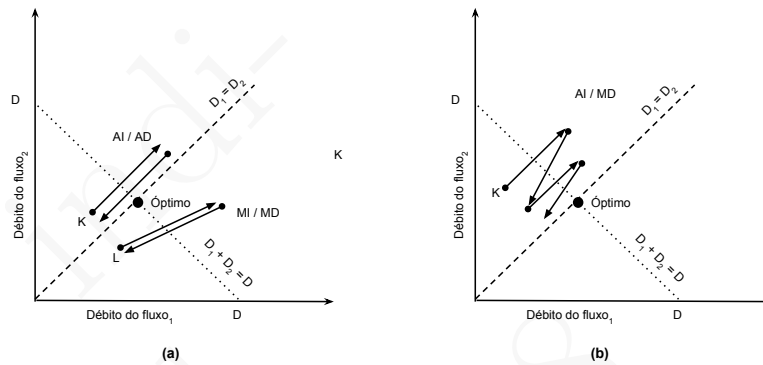 D
Débito do fluxo2
AI / AD
D1 = D2
K
K
Óptimo
MI / MD
L
D1 + D2 = D
Débito do fluxo1
D
(a)
D
Débito do fluxo2
AI / MD
D1 = D2
K
Óptimo
D1 + D2 = D
Débito do fluxo1
D
(b)